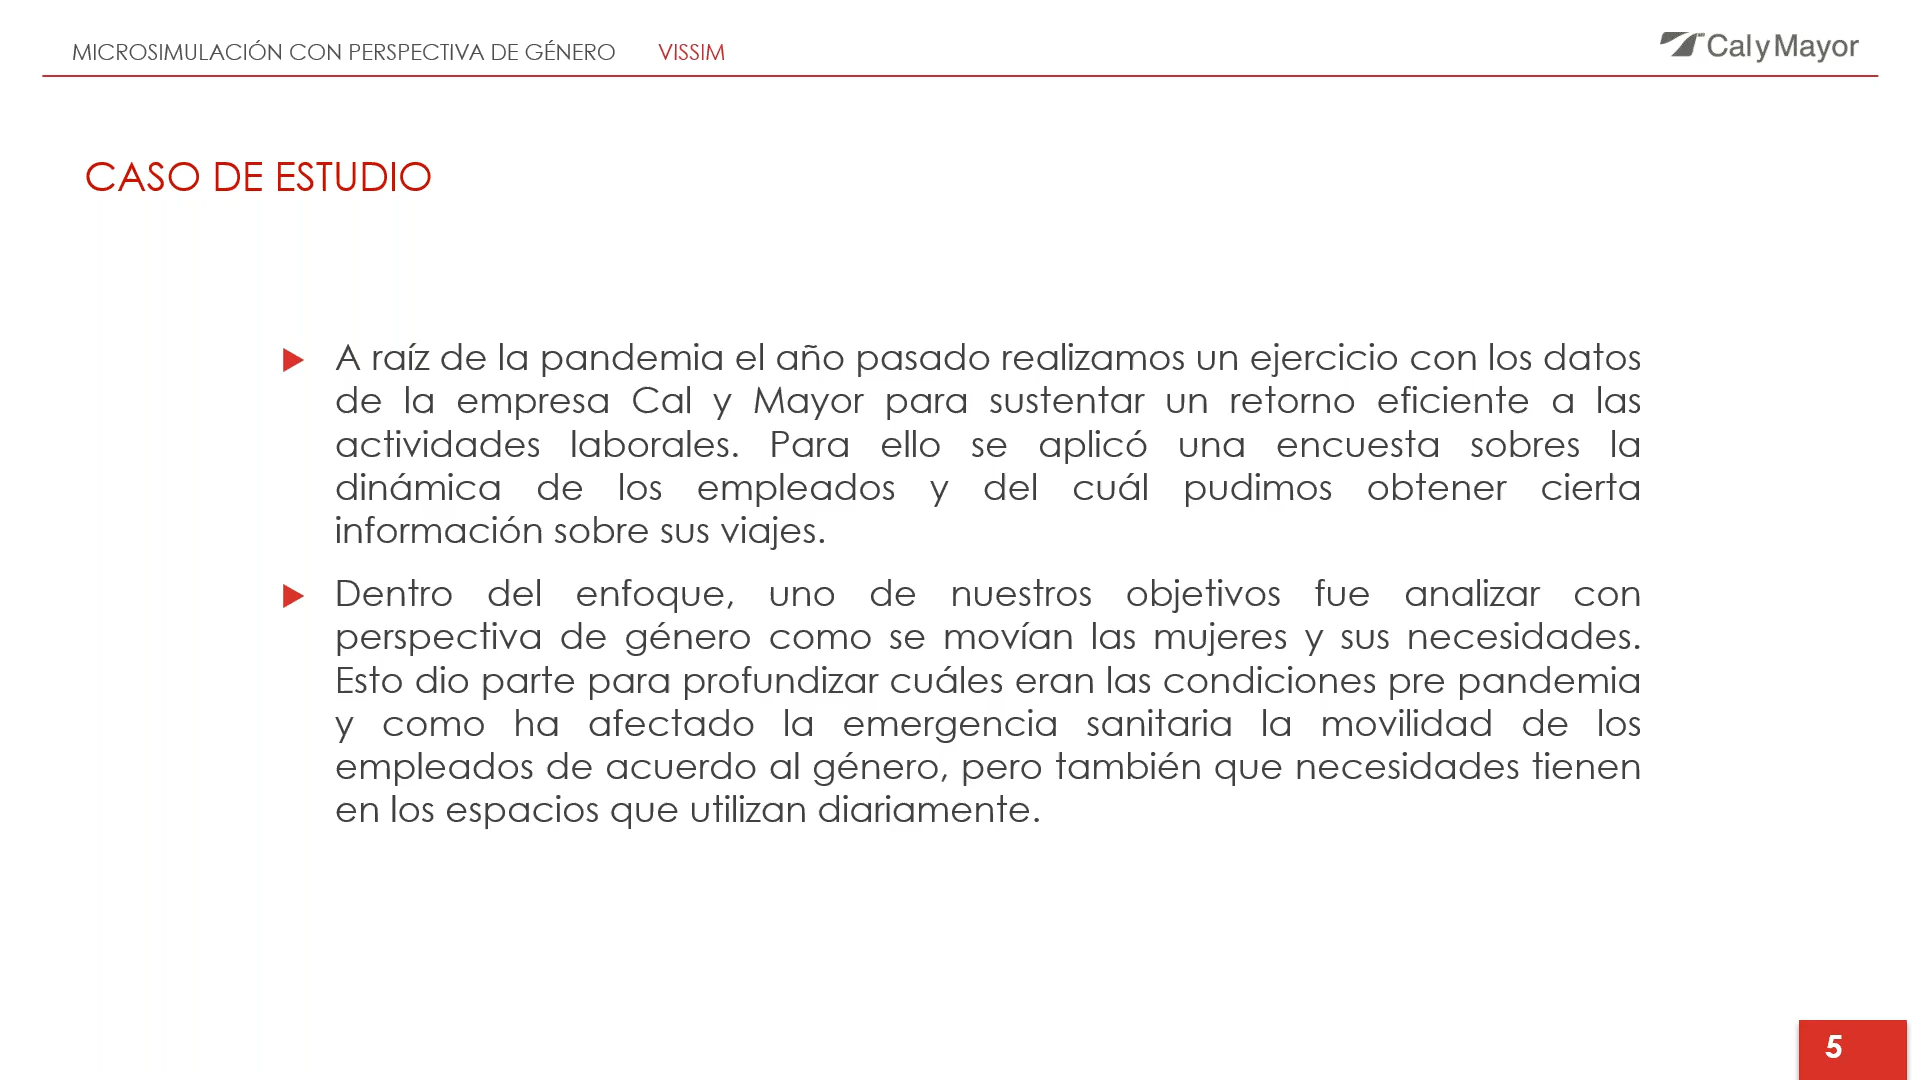 MICROSIMULACIÓN CON PERSPECTIVA DE GÉNERO VISSIM
Cal y Mayor
CASO DE ESTUDIO
A raíz de la pandemia el año pasado realizamos un ejercicio con los datos
de la empresa Cal y Mayor para sustentar un retorno eficiente a las
actividades laborales. Para ello se aplicó una encuesta sobres la
dinámica de los empleados y del cuál pudimos obtener cierta
información sobre sus viajes.
Dentro del enfoque, uno de nuestros objetivos fue analizar con
perspectiva de género como se movían las mujeres y sus necesidades.
Esto dio parte para profundizar cuáles eran las condiciones pre pandemia
y como ha afectado la emergencia sanitaria la movilidad de los
empleados de acuerdo al género, pero también que necesidades tienen
en los espacios que utilizan diariamente.
5